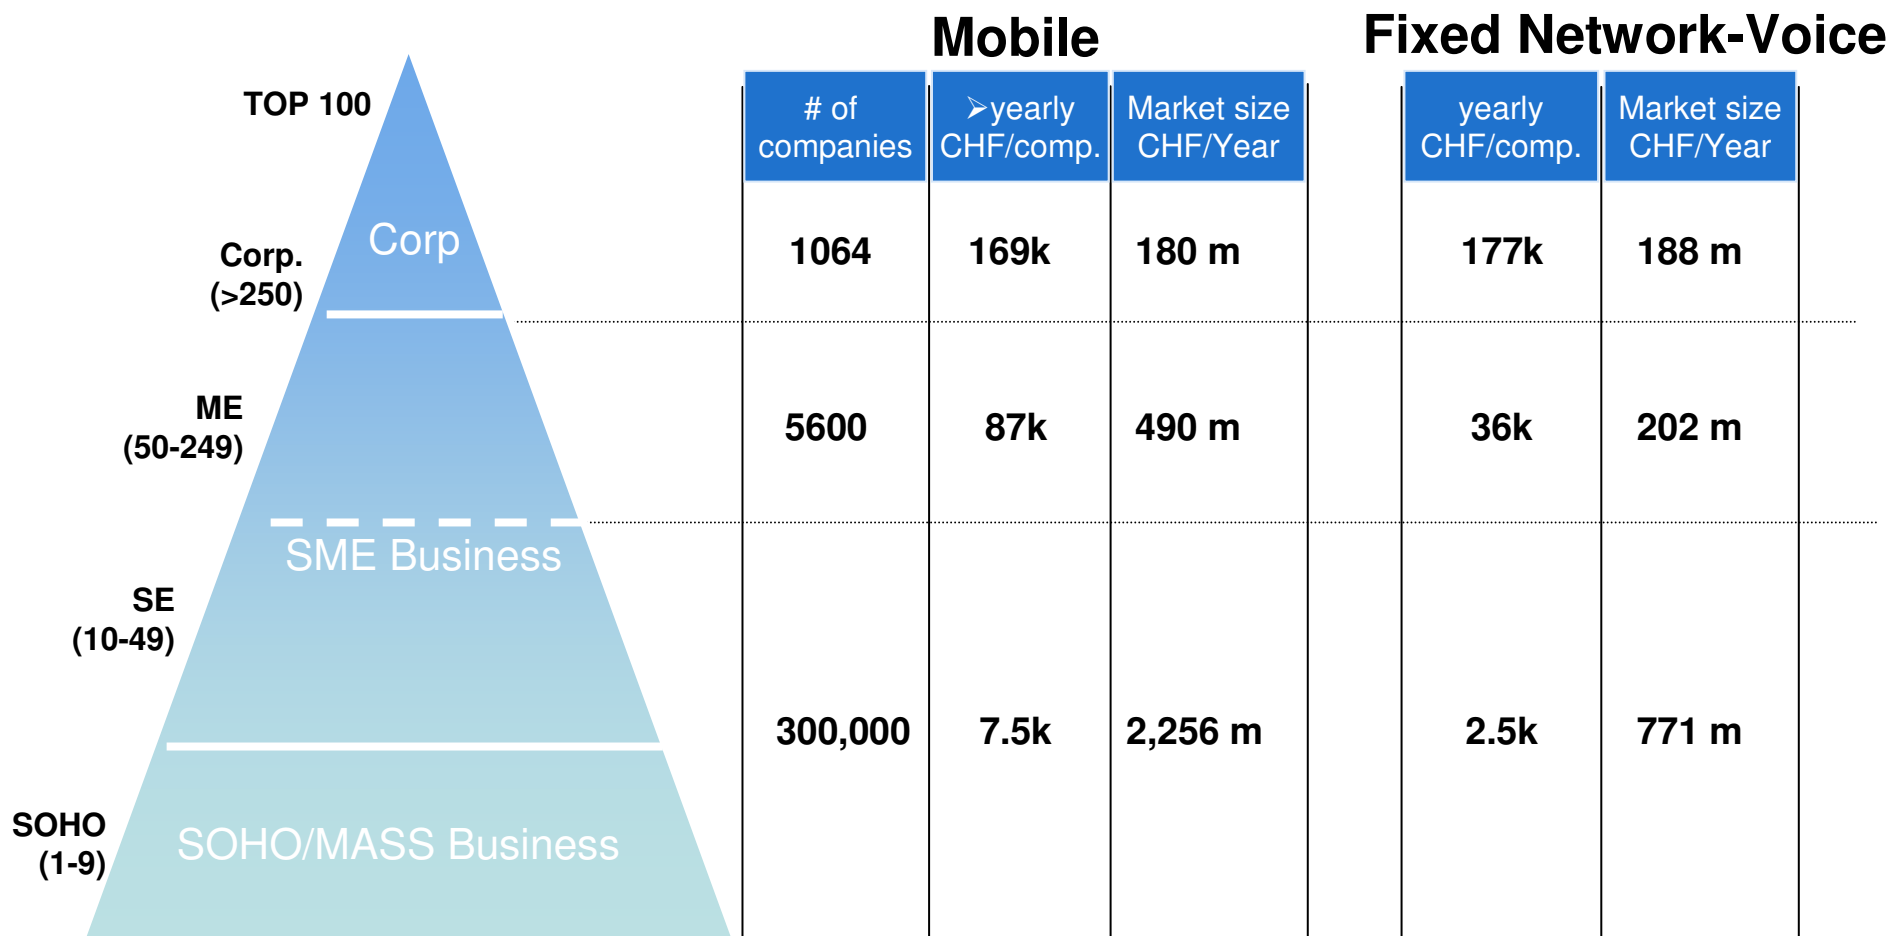 Mobile
Fixed Network-Voice
TOP 100
# of
companies
➢yearly
CHF/comp.
Market size
CHF/Year
yearly
CHF/comp.
Market size
CHF/Year
Corp.
(>250)
Corp
1064
169k
180 m
177k
188 m
ME
(50-249)
5600
87k
490 m
36k
202 m
SME Business
SE
(10-49)
300,000
7.5k
2,256 m
2.5k
771 m
SOHO
(1-9)
SOHO/MASS Business